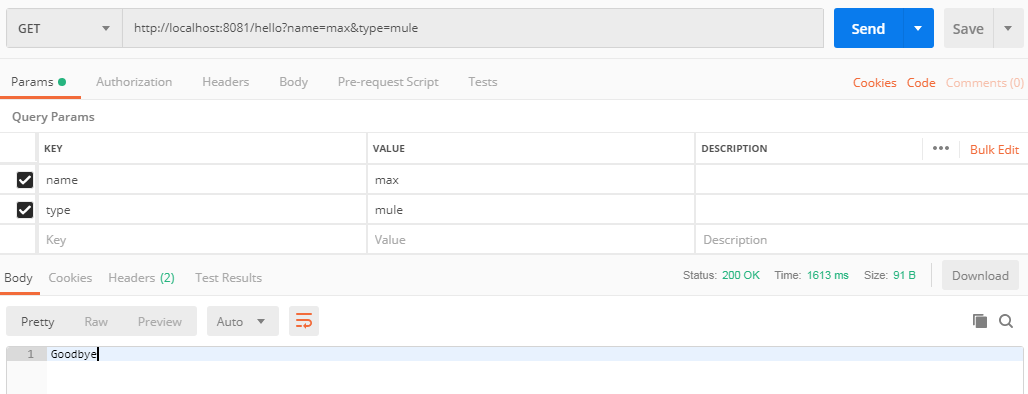 GET http://localhost:8081/hello?name=max&type=mule Send Save
Params Authorization Headers Body Pre-request Script Tests Cookies Code Comments (0)
Query Params
KEY VALUE DESCRIPTION ••• Bulk Edit
name max
type mule
Key Value Description
Body Cookies Headers (2) Test Results Status: 200 OK Time: 1613 ms Size: 91 B Download
Pretty Raw Preview Auto
1 Goodbye